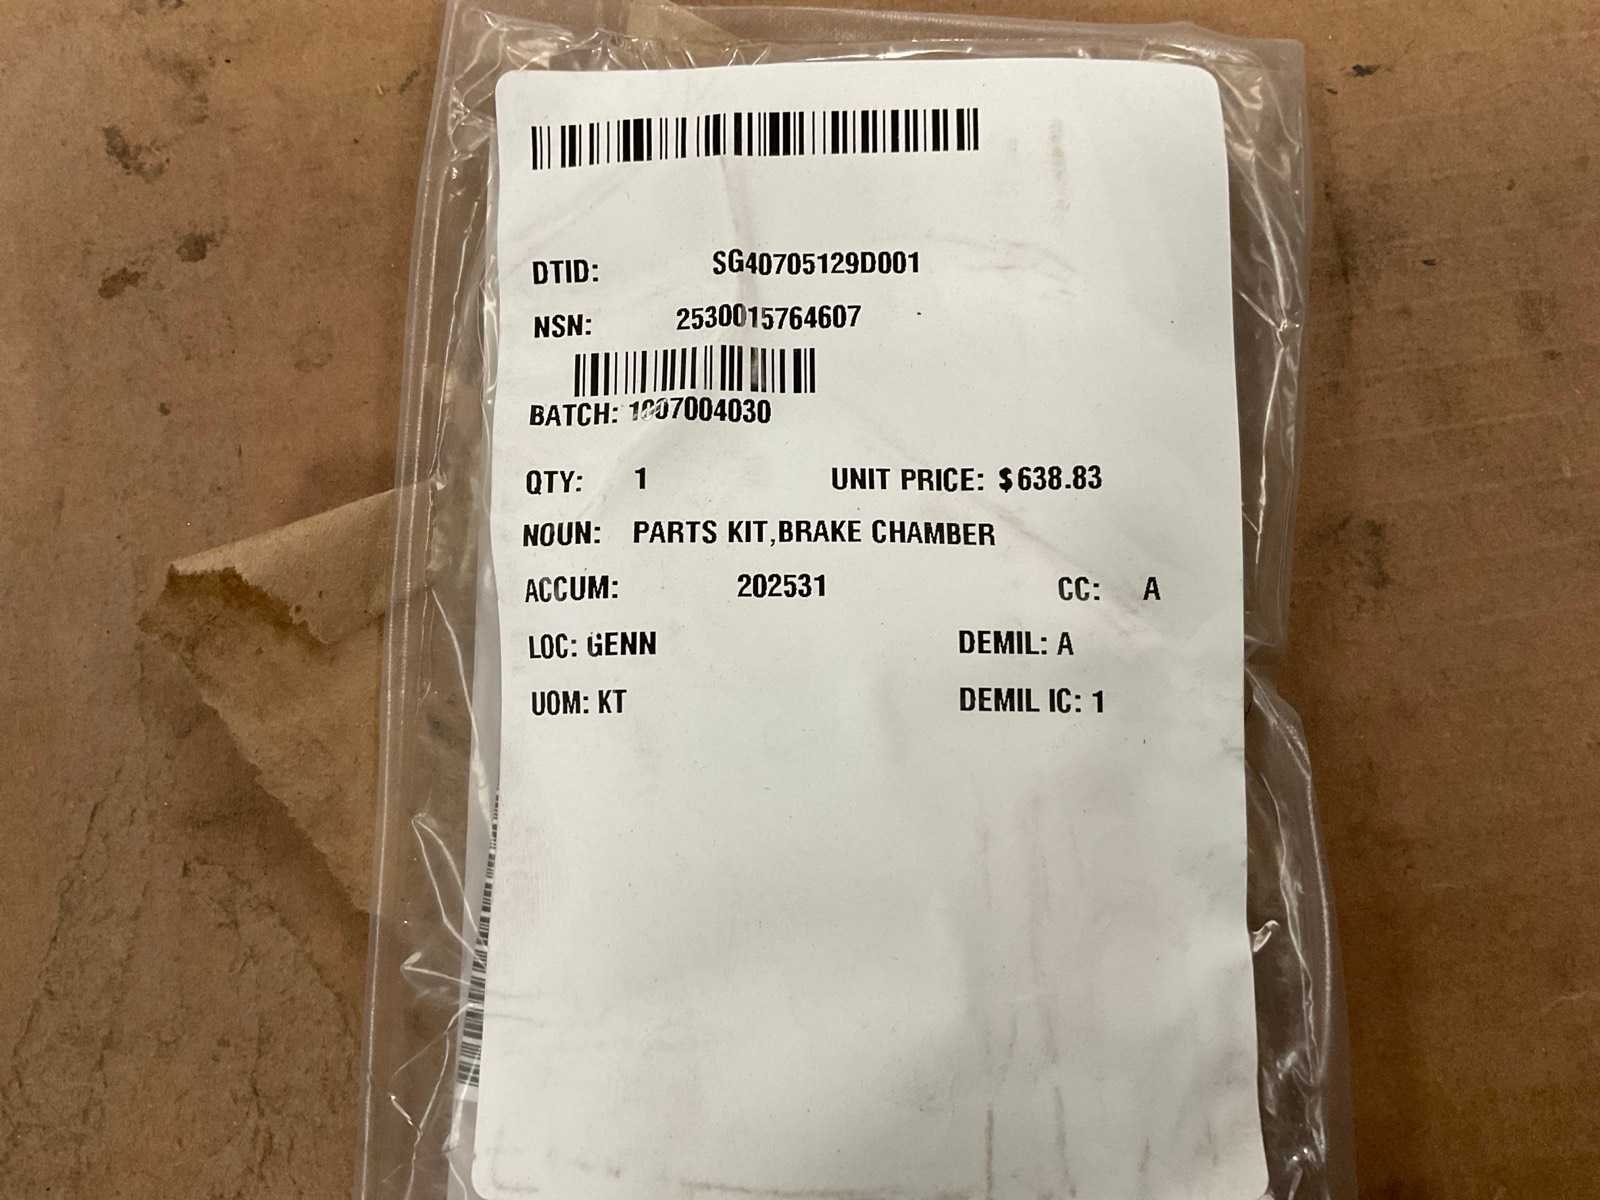 DTID: SG40705129D001
NSN: 2530015764607
BATCH: 1007004030
QTY: 1 UNIT PRICE: $638.83
NOUN: PARTS KIT,BRAKE CHAMBER
ACCUM: 202531 CC: A
LOC: GENN DEMIL: A
UOM: KT DEMIL IC: 1